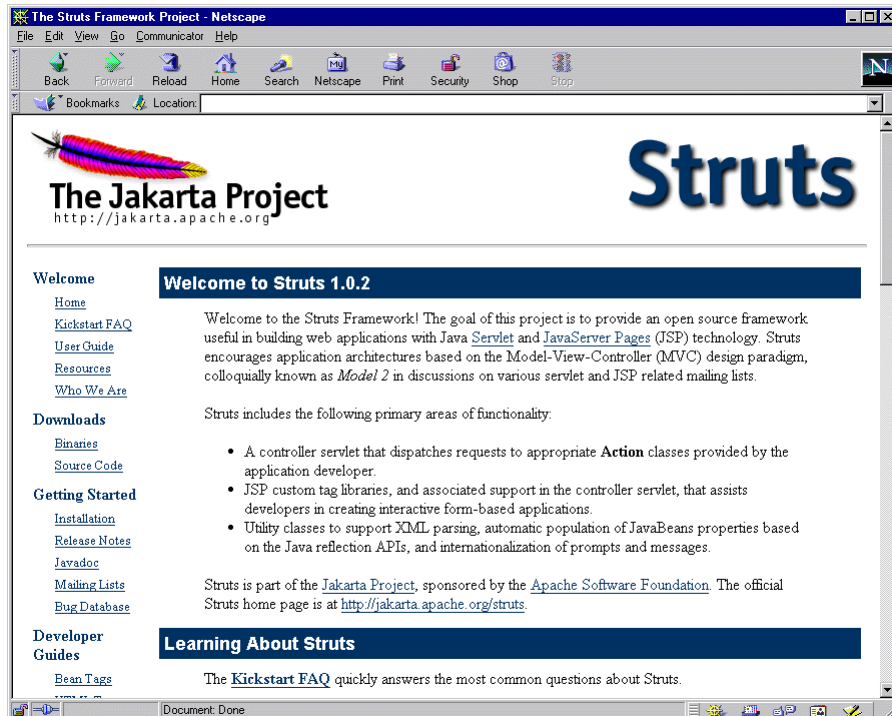 The Struts Framework Project - Netscape
File Edit View Go Communicator Help
Back Forward Reload Home Search Netscape Print Security Shop Stop
My
N
Bookmarks Location:
The Jakarta Project
http://jakarta.apache.org
Struts
Welcome
Home
Kickstart FAQ
User Guide
Resources
Who We Are
Downloads
Binaries
Source Code
Getting Started
Installation
Release Notes
Javadoc
Mailing Lists
Bug Database
Developer
Guides
Bean Tags
Welcome to Struts 1.0.2
Welcome to the Struts Framework! The goal of this project is to provide an open source framework
useful in building web applications with Java Servlet and JavaServer Pages (JSP) technology. Struts
encourages application architectures based on the Model-View-Controller (MVC) design paradigm,
colloquially known as Model 2 in discussions on various servlet and JSP related mailing lists.
Struts includes the following primary areas of functionality:
• A controller servlet that dispatches requests to appropriate Action classes provided by the
application developer.
• JSP custom tag libraries, and associated support in the controller servlet, that assists
developers in creating interactive form-based applications.
• Utility classes to support XML parsing, automatic population of JavaBeans properties based
on the Java reflection APIs, and internationalization of prompts and messages.
Struts is part of the Jakarta Project, sponsored by the Apache Software Foundation. The official
Struts home page is at http://jakarta.apache.org/struts.
Learning About Struts
The Kickstart FAQ quickly answers the most common questions about Struts.
Document: Done